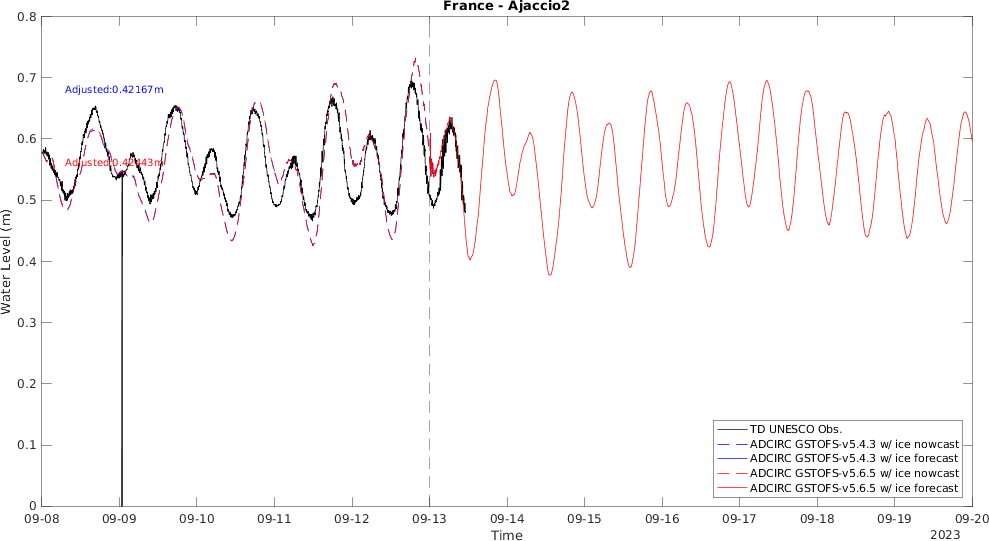 France - Ajaccio2
0.8
0.7
0.6
0.5
0.4
0.3
0.2
0.1
0
Water Level (m)
Adjusted:0.42167m
Adjusted:0.42443m
TD UNESCO Obs.
ADCIRC GSTOFS-v5.4.3 w/ ice nowcast
ADCIRC GSTOFS-v5.4.3 w/ ice forecast
ADCIRC GSTOFS-v5.6.5 w/ ice nowcast
ADCIRC GSTOFS-v5.6.5 w/ ice forecast
09-08 09-09 09-10 09-11 09-12 09-13 09-14 09-15 09-16 09-17 09-18 09-19 09-20
Time
2023